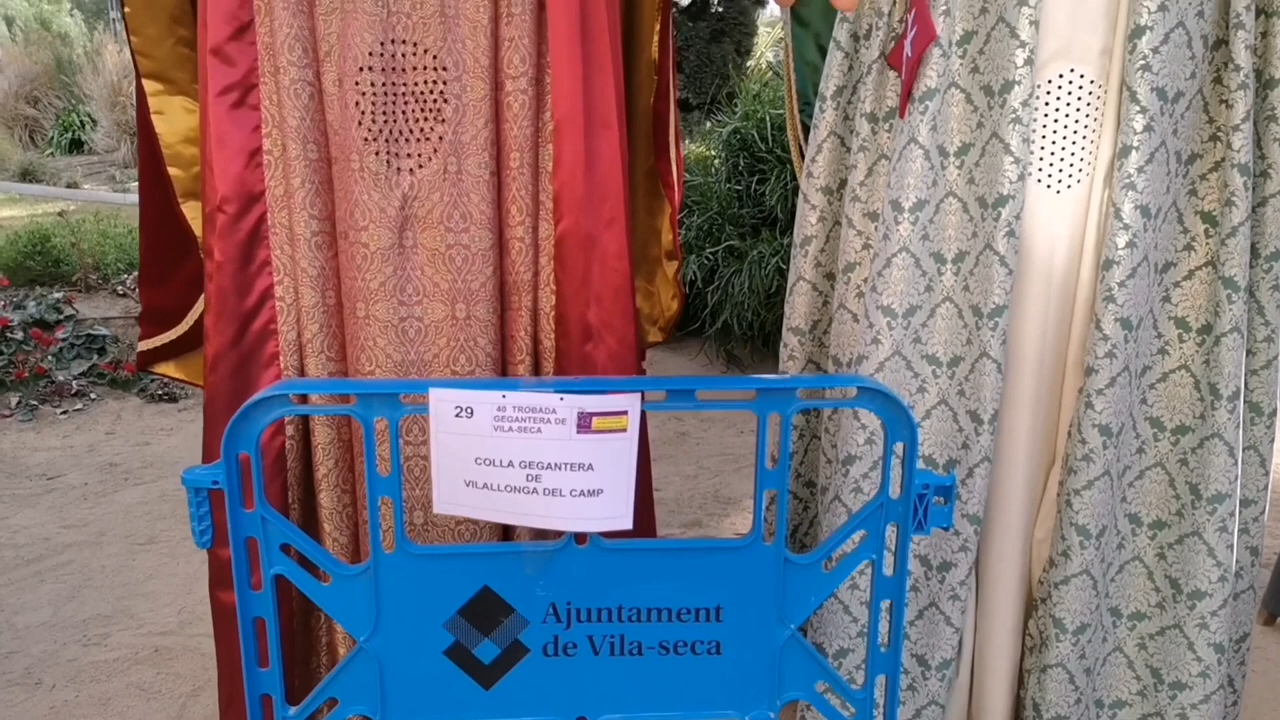 29
40 TROBADA
GEGANTERA DE
VILA-SECA
COLLA GEGANTERA
DE
VILALLONGA DEL CAMP
Ajuntament
de Vila-seca